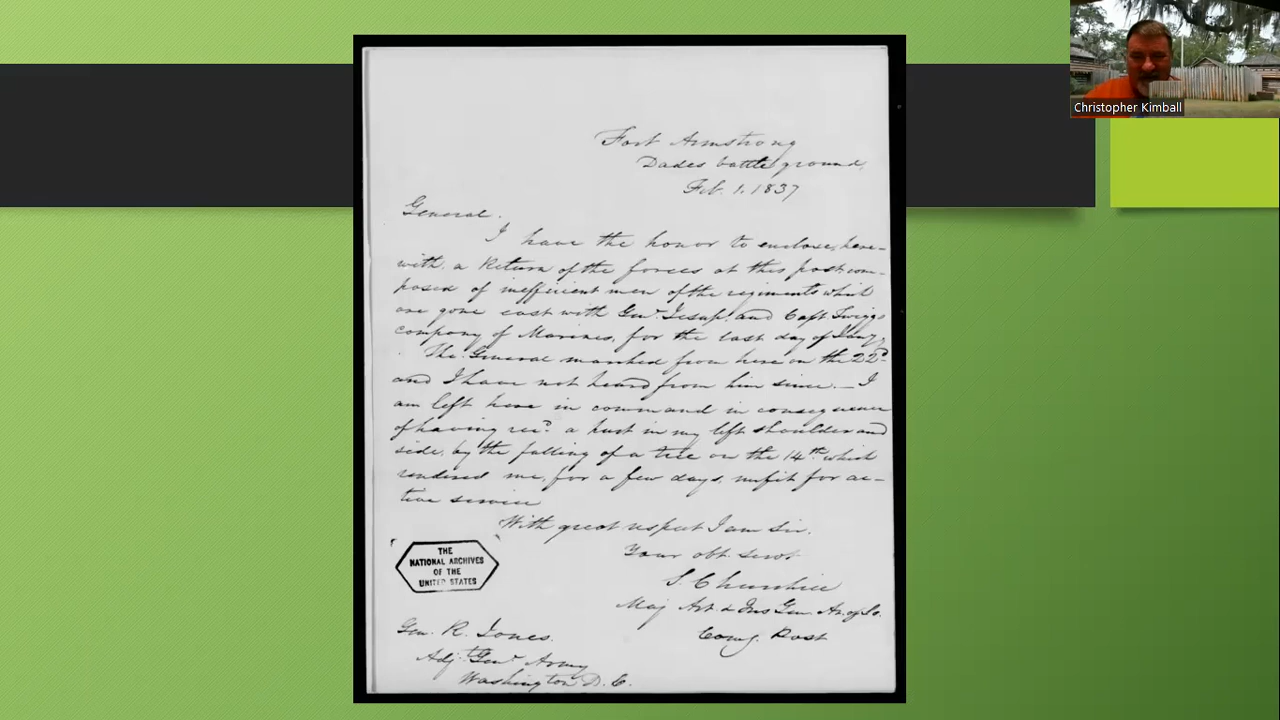 Fort Armstrong
Dades battle ground,
Feb. 1. 1837
General.
I have the honor to enclose, here-
with, a Return of the forces at this post com-
posed of inefficient men of the regiments which
are gone east with Genl Jesup, and Capt Twiggs
company of Marines, for the last day of Jany.
The General marched from here on the 22d
and I have not heard from him since. — I
am left here in command in consequence
of having recd a hurt in my left shoulder and
side, by the falling of a tree on the 14th which
rendered me, for a few days, unfit for ac-
tive service
With great respect I am Sir.
Your obt. Servt
S. Churchill
Maj Art & Ins Gen.
Comg. Post
Gen. R. Jones.
Adjt Genl Army
Washington D. C.
THE
NATIONAL ARCHIVES
OF THE
UNITED STATES
Christopher Kimball